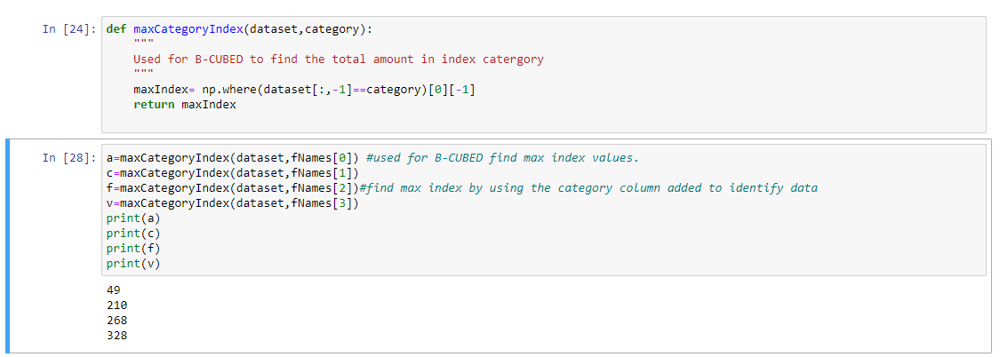 In [24]: def maxCategoryIndex(dataset,category):
"""
Used for B-CUBED to find the total amount in index catergory
"""
maxIndex= np.where(dataset[:,-1]==category)[0][-1]
return maxIndex
In [28]: a=maxCategoryIndex(dataset,fNames[0]) #used for B-CUBED find max index values.
c=maxCategoryIndex(dataset,fNames[1])
f=maxCategoryIndex(dataset,fNames[2])#find max index by using the category column added to identify data
v=maxCategoryIndex(dataset,fNames[3])
print(a)
print(c)
print(f)
print(v)
49
210
268
328